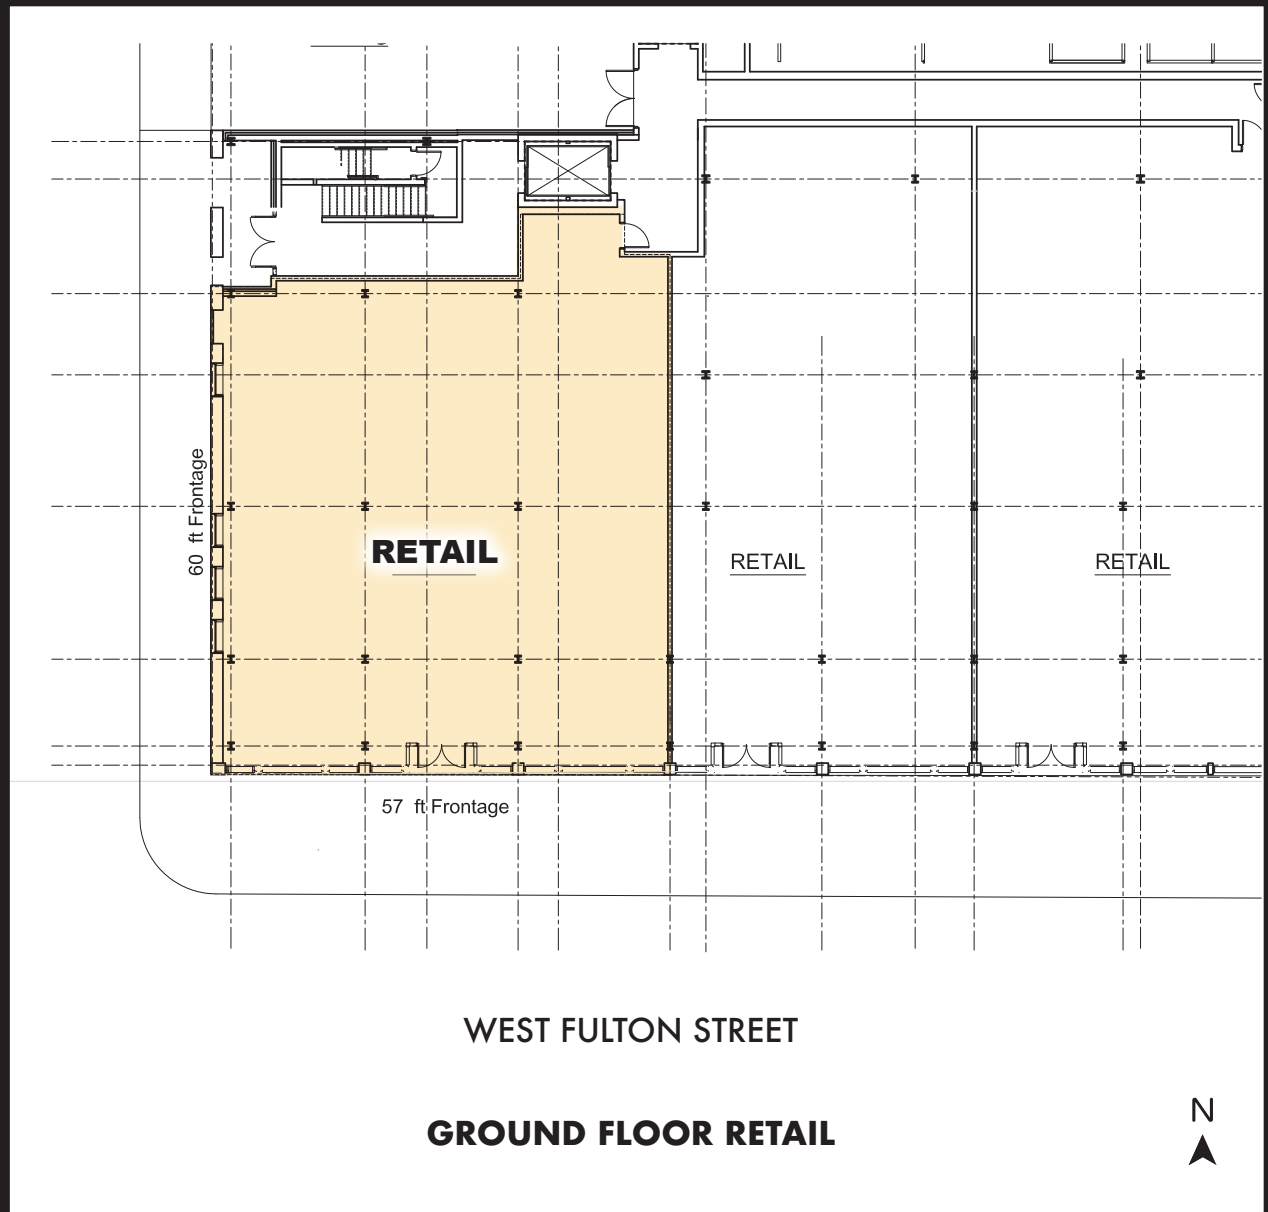 60 ft Frontage
RETAIL
RETAIL
RETAIL
57 ft Frontage
WEST FULTON STREET
GROUND FLOOR RETAIL
N